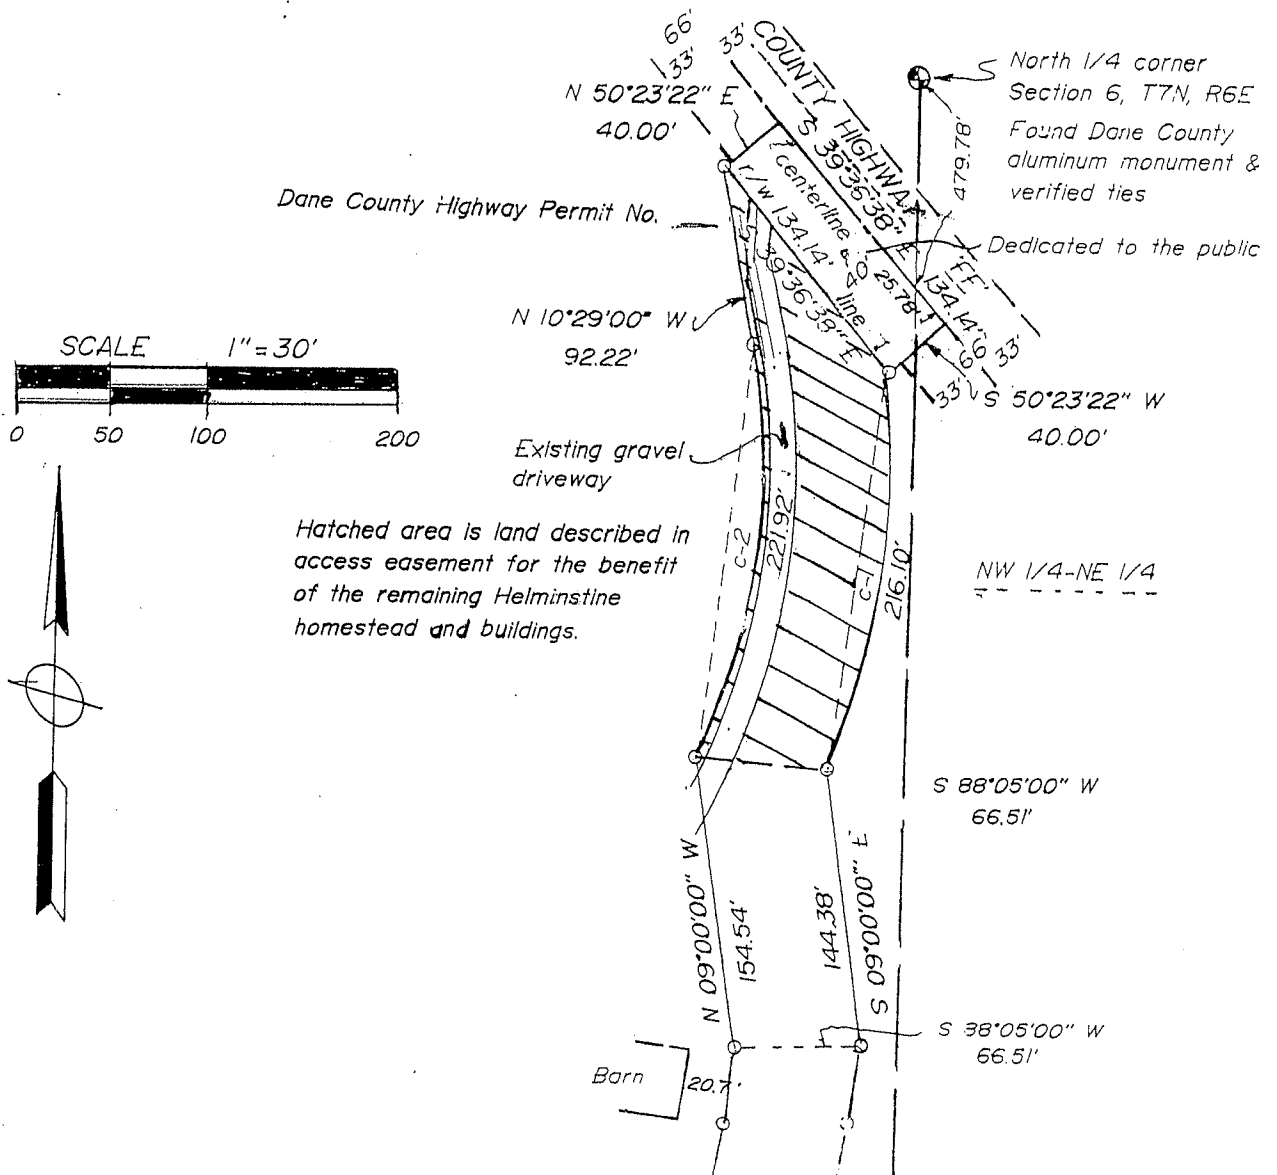 66'
33'
33'
COUNTY HIGHWAY 'FF'
N 50°23'22" E
40.00'
S 39°36'38" E 134.14'
centerline
r/w line
134.14'
S 39°36'38" E
25.78'
479.78'
North 1/4 corner
Section 6, T7N, R6E
Found Dane County
aluminum monument &
verified ties
Dedicated to the public
Dane County Highway Permit No.
N 10°29'00" W
92.22'
66'
33'
33'
S 50°23'22" W
40.00'
SCALE 1"=30'
0 50 100 200
Existing gravel
driveway
Hatched area is land described in
access easement for the benefit
of the remaining Helminstine
homestead and buildings.
c-2
221.92'
c-1
216.10'
NW 1/4-NE 1/4
S 88°05'00" W
66.51'
N 09°00'00" W
154.54'
144.38'
S 09°00'00" E
S 38°05'00" W
66.51'
Barn
20.7'